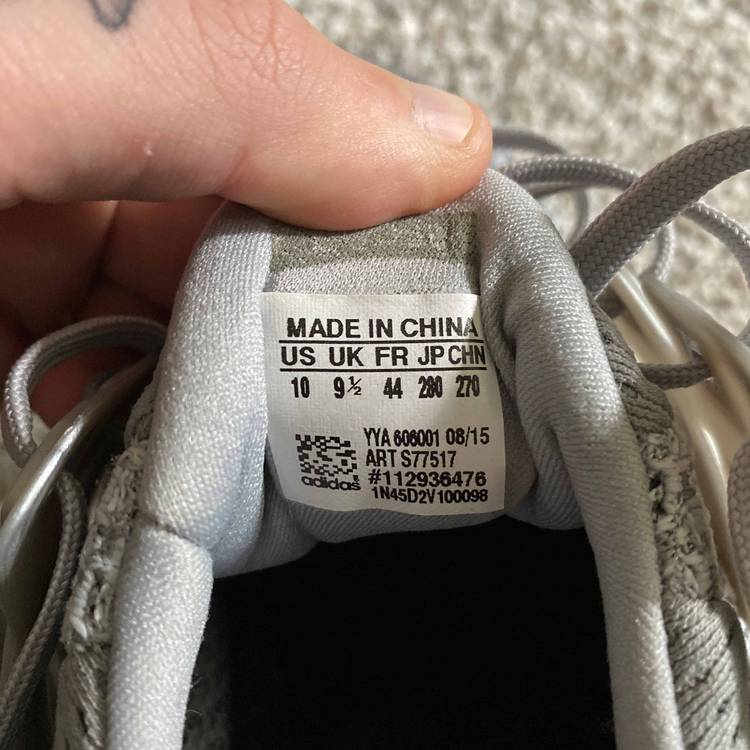 MADE IN CHINA
US UK FR JP CHN
10 9½ 44 280 270
YYA 606001 08/15
ART S77517
#112936476
adidas 1N45D2V100098